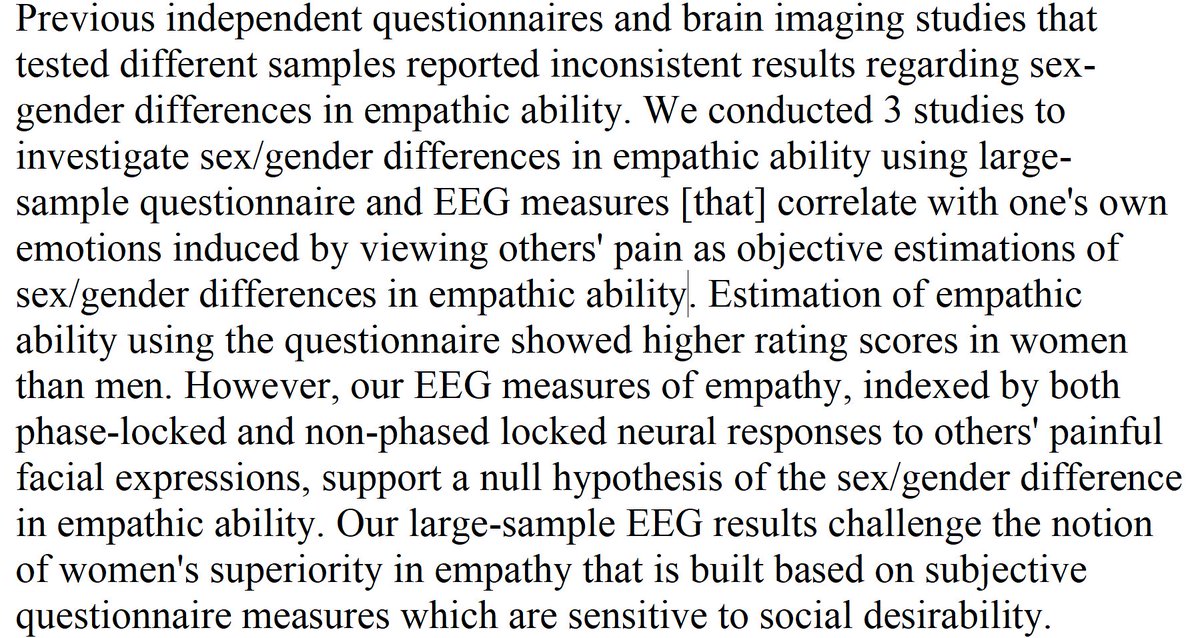 Previous independent questionnaires and brain imaging studies that
tested different samples reported inconsistent results regarding sex-
gender differences in empathic ability. We conducted 3 studies to
investigate sex/gender differences in empathic ability using large-
sample questionnaire and EEG measures [that] correlate with one's own
emotions induced by viewing others' pain as objective estimations of
sex/gender differences in empathic ability. Estimation of empathic
ability using the questionnaire showed higher rating scores in women
than men. However, our EEG measures of empathy, indexed by both
phase-locked and non-phased locked neural responses to others' painful
facial expressions, support a null hypothesis of the sex/gender difference
in empathic ability. Our large-sample EEG results challenge the notion
of women's superiority in empathy that is built based on subjective
questionnaire measures which are sensitive to social desirability.